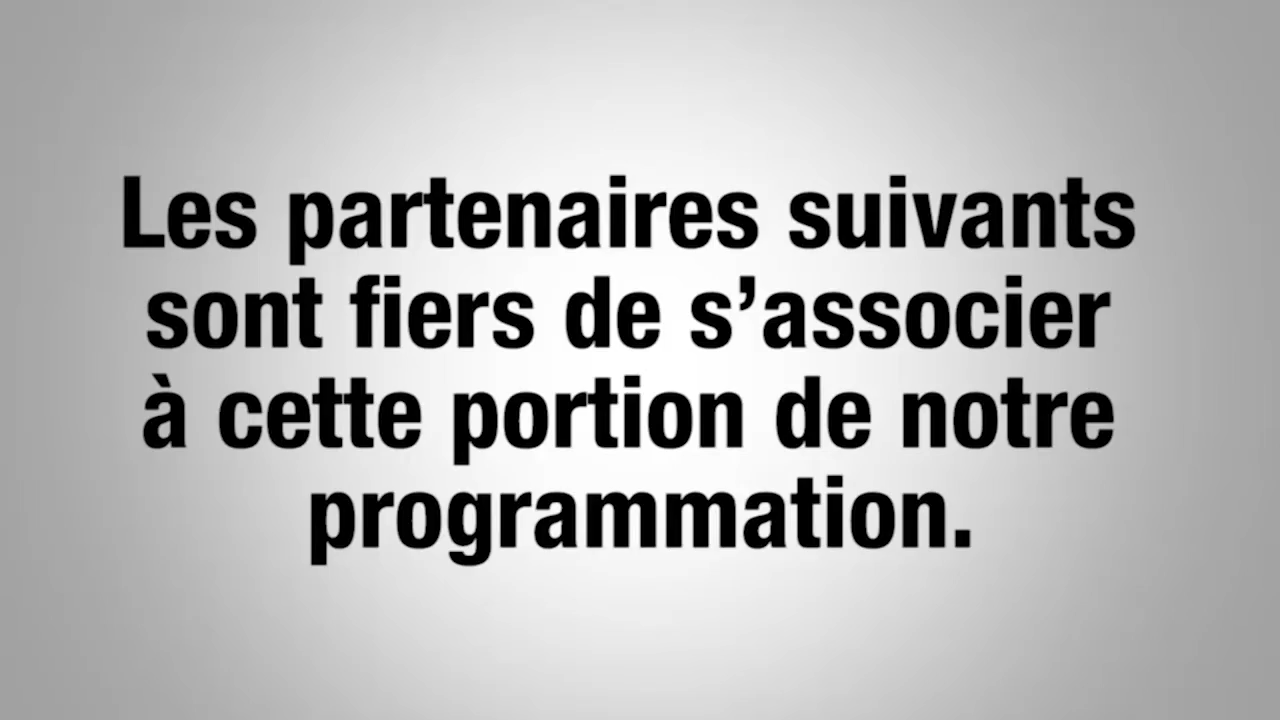 Les partenaires suivants
sont fiers de s’associer
à cette portion de notre
programmation.